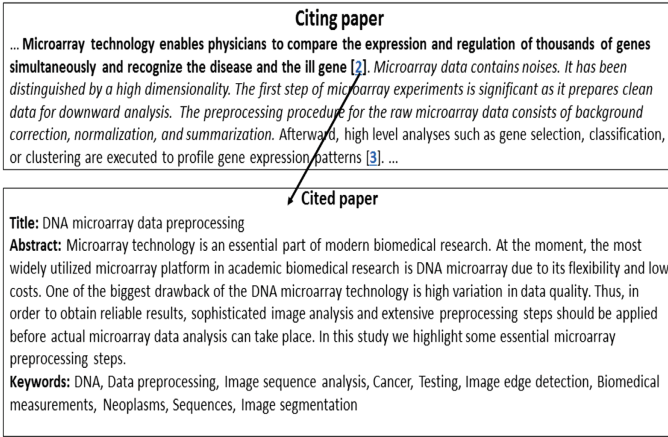 Citing paper
... Microarray technology enables physicians to compare the expression and regulation of thousands of genes
simultaneously and recognize the disease and the ill gene [2]. Microarray data contains noises. It has been
distinguished by a high dimensionality. The first step of microarray experiments is significant as it prepares clean
data for downward analysis. The preprocessing procedure for the raw microarray data consists of background
correction, normalization, and summarization. Afterward, high level analyses such as gene selection, classification,
or clustering are executed to profile gene expression patterns [3]. ...
Cited paper
Title: DNA microarray data preprocessing
Abstract: Microarray technology is an essential part of modern biomedical research. At the moment, the most
widely utilized microarray platform in academic biomedical research is DNA microarray due to its flexibility and low
costs. One of the biggest drawback of the DNA microarray technology is high variation in data quality. Thus, in
order to obtain reliable results, sophisticated image analysis and extensive preprocessing steps should be applied
before actual microarray data analysis can take place. In this study we highlight some essential microarray
preprocessing steps.
Keywords: DNA, Data preprocessing, Image sequence analysis, Cancer, Testing, Image edge detection, Biomedical
measurements, Neoplasms, Sequences, Image segmentation